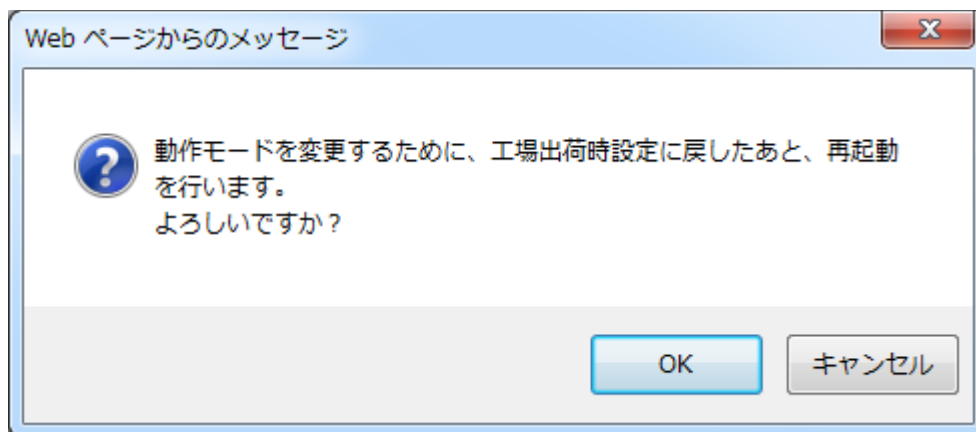 Web ページからのメッセージ
動作モードを変更するために、工場出荷時設定に戻したあと、再起動
を行います。
よろしいですか？
OK
キャンセル